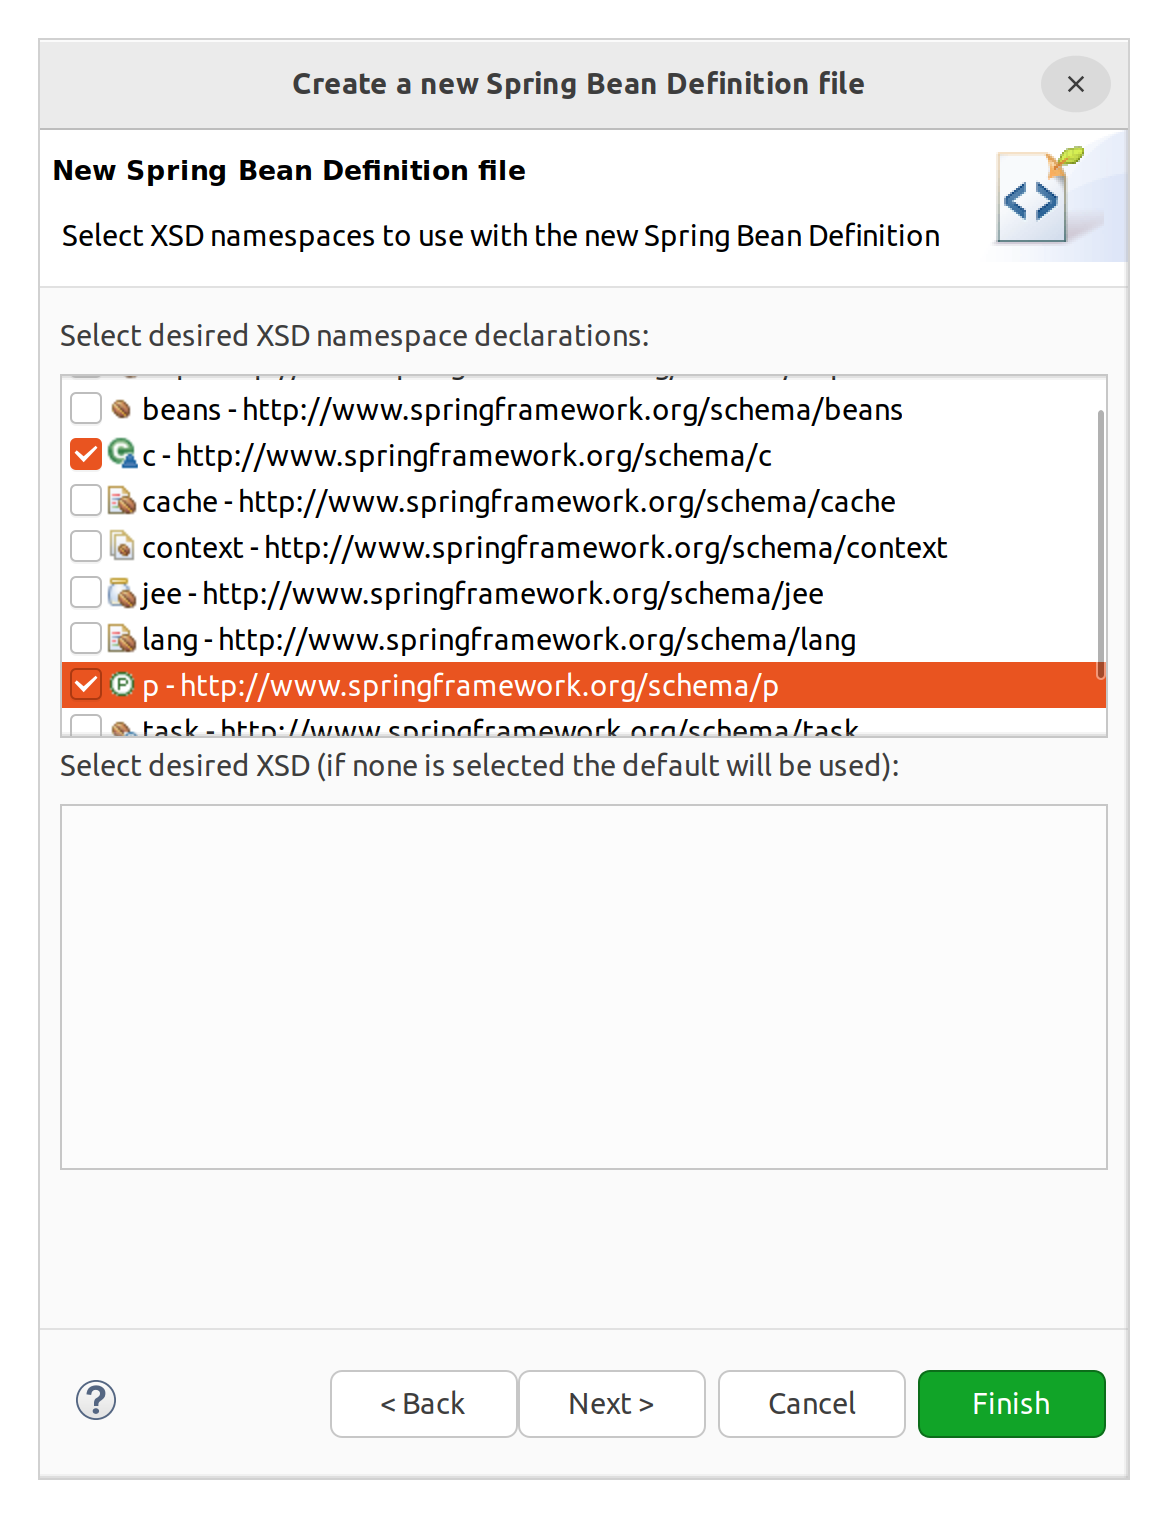 Create a new Spring Bean Definition file
New Spring Bean Definition file
Select XSD namespaces to use with the new Spring Bean Definition
Select desired XSD namespace declarations:
beans - http://www.springframework.org/schema/beans
c - http://www.springframework.org/schema/c
cache - http://www.springframework.org/schema/cache
context - http://www.springframework.org/schema/context
jee - http://www.springframework.org/schema/jee
lang - http://www.springframework.org/schema/lang
p - http://www.springframework.org/schema/p
task - http://www.springframework.org/schema/task
Select desired XSD (if none is selected the default will be used):
< Back
Next >
Cancel
Finish